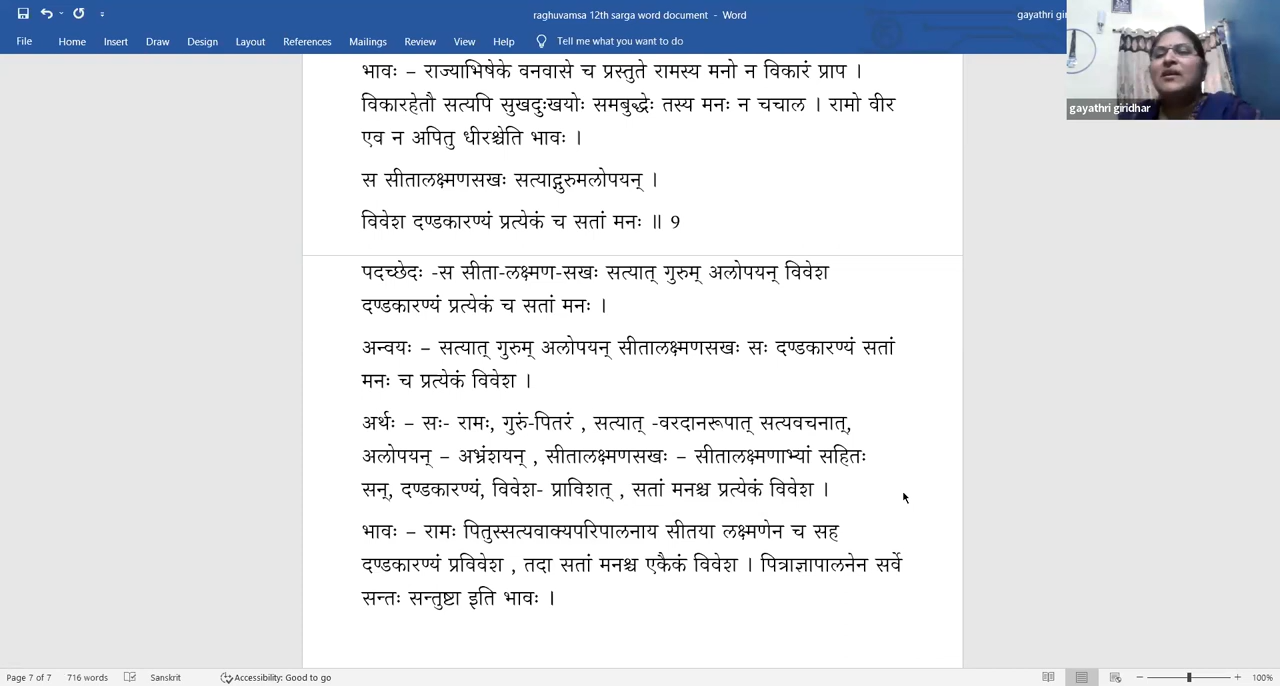 raghuvamsa 12th sarga word document - Word
gayathri gir
File Home Insert Draw Design Layout References Mailings Review View Help Tell me what you want to do
gayathri giridhar
भावः – राज्याभिषेके वनवासे च प्रस्तुते रामस्य मनो न विकारं प्राप ।
विकारहेतौ सत्यपि सुखदुःखयोः समबुद्धेः तस्य मनः न चचाल । रामो वीर
एव न अपितु धीरश्चेति भावः ।
स सीतालक्ष्मणसखः सत्याद्गुरुमलोपयन् ।
विवेश दण्डकारण्यं प्रत्येकं च सतां मनः ॥ 9
पदच्छेदः -स सीता-लक्ष्मण-सखः सत्यात् गुरुम् अलोपयन् विवेश
दण्डकारण्यं प्रत्येकं च सतां मनः ।
अन्वयः – सत्यात् गुरुम् अलोपयन् सीतालक्ष्मणसखः सः दण्डकारण्यं सतां
मनः च प्रत्येकं विवेश ।
अर्थः – सः- रामः, गुरुं-पितरं , सत्यात् -वरदानरूपात् सत्यवचनात्,
अलोपयन् – अभ्रंशयन् , सीतालक्ष्मणसखः – सीतालक्ष्मणाभ्यां सहितः
सन्, दण्डकारण्यं, विवेश- प्राविशत् , सतां मनश्च प्रत्येकं विवेश ।
भावः – रामः पितुस्सत्यवाक्यपरिपालनाय सीतया लक्ष्मणेन च सह
दण्डकारण्यं प्रविवेश , तदा सतां मनश्च एकैकं विवेश । पित्राज्ञापालनेन सर्वे
सन्तः सन्तुष्टा इति भावः ।
Page 7 of 7 716 words Sanskrit Accessibility: Good to go 100%